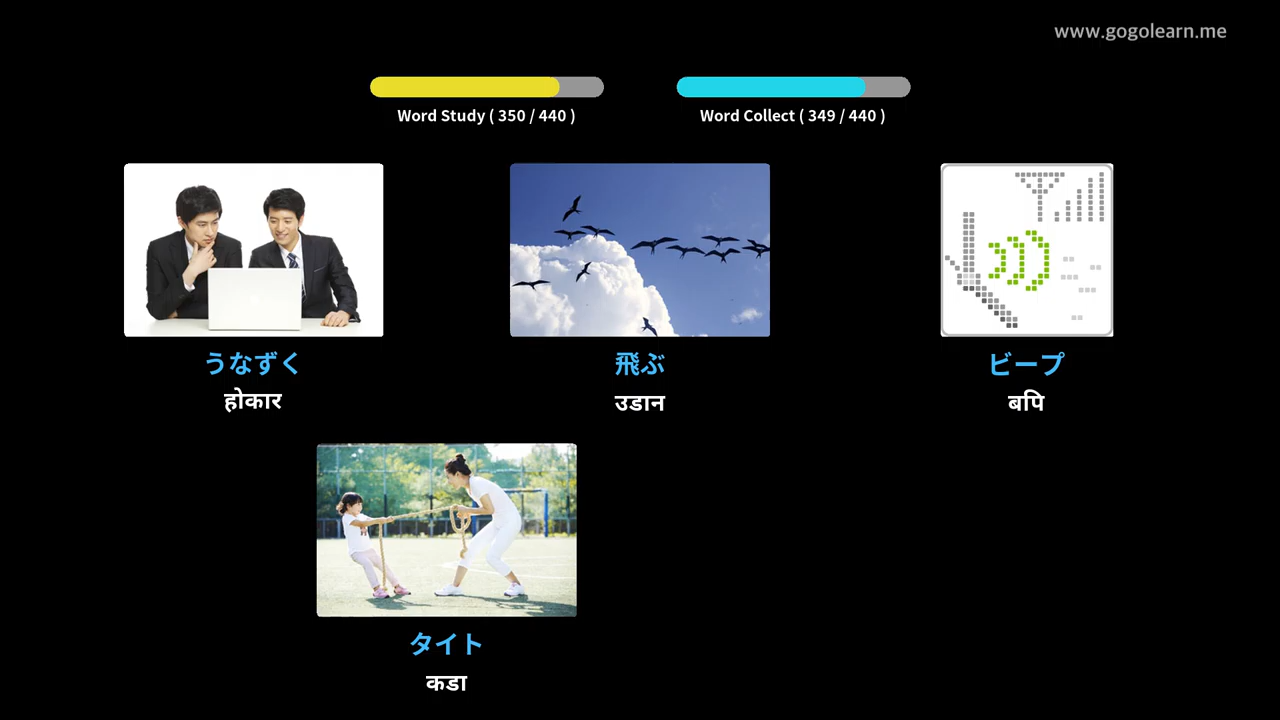 www.gogolearn.me
Word Study ( 350 / 440 )
Word Collect ( 349 / 440 )
うなずく
होकार
飛ぶ
उडान
ビープ
बपि
タイト
कडा